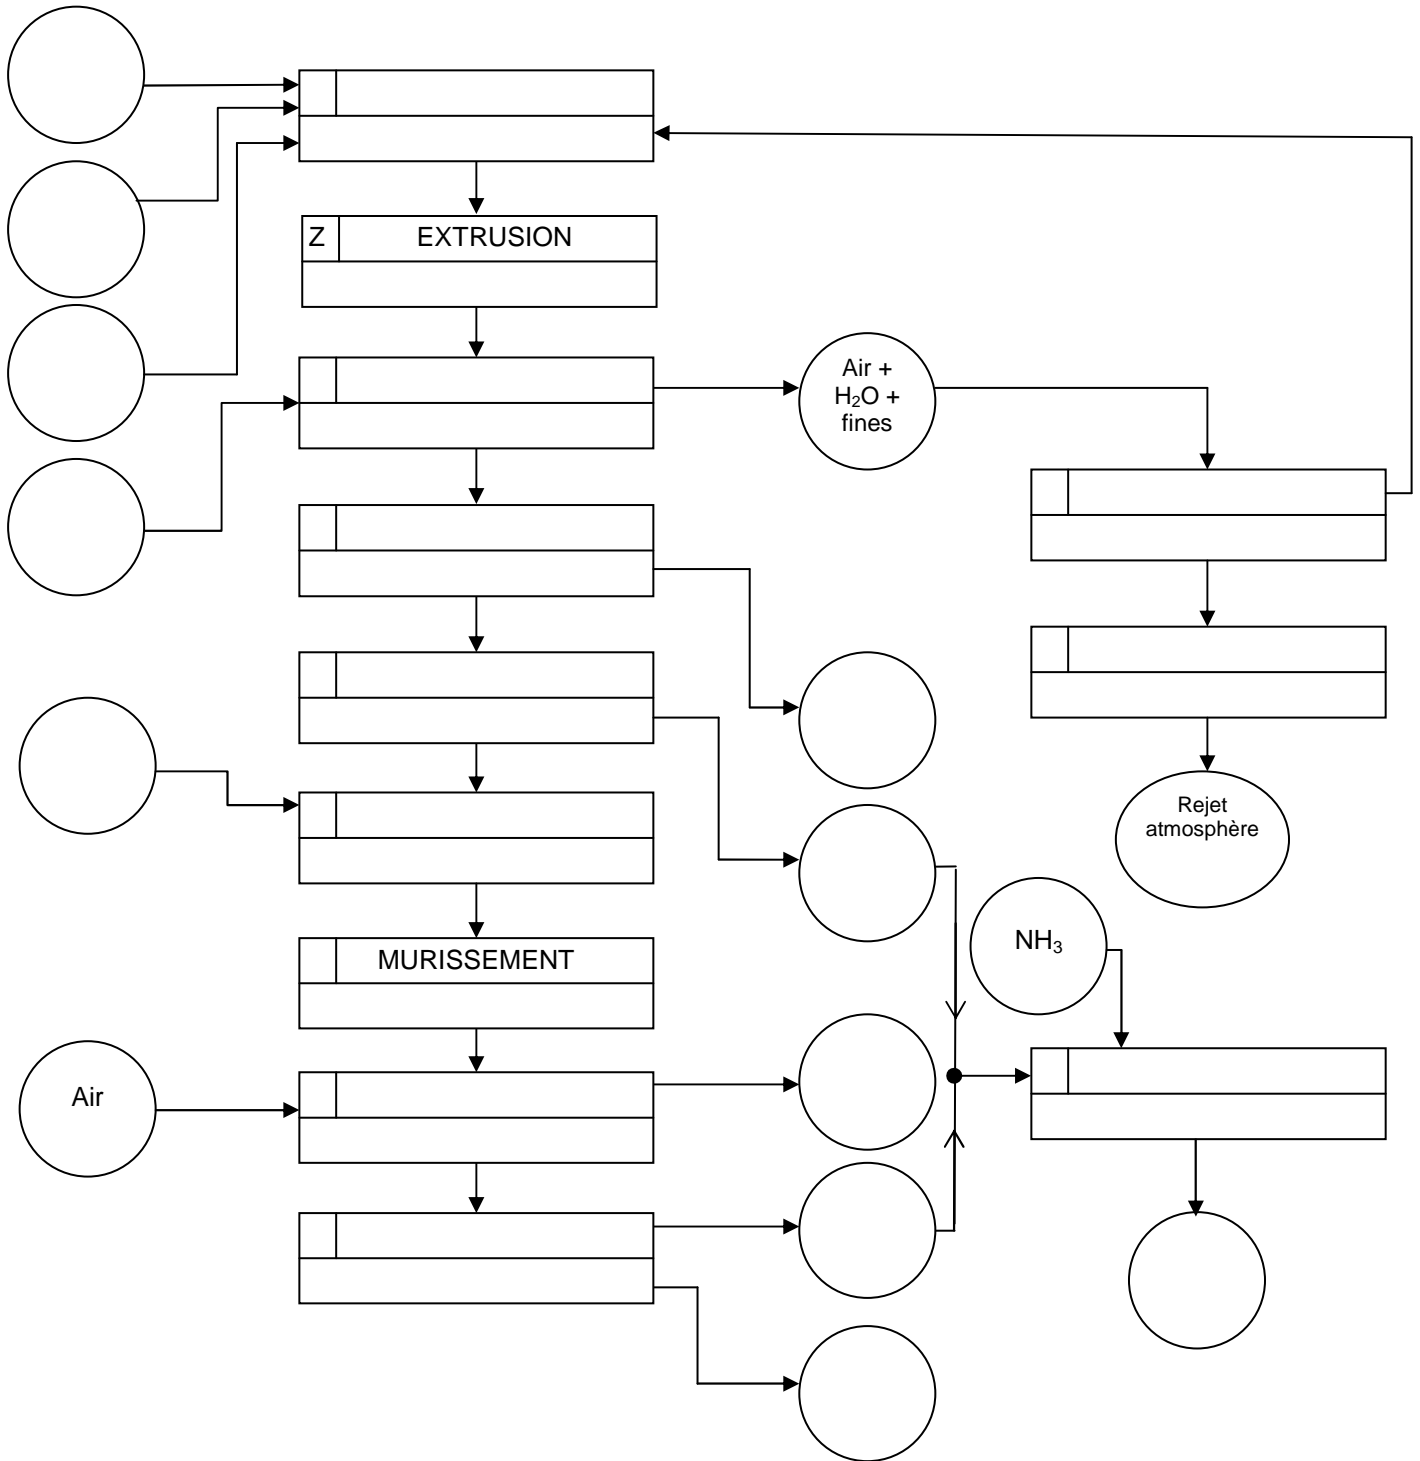 Z EXTRUSION
Air +
H₂O +
fines
Rejet
atmosphère
NH₃
MURISSEMENT
Air